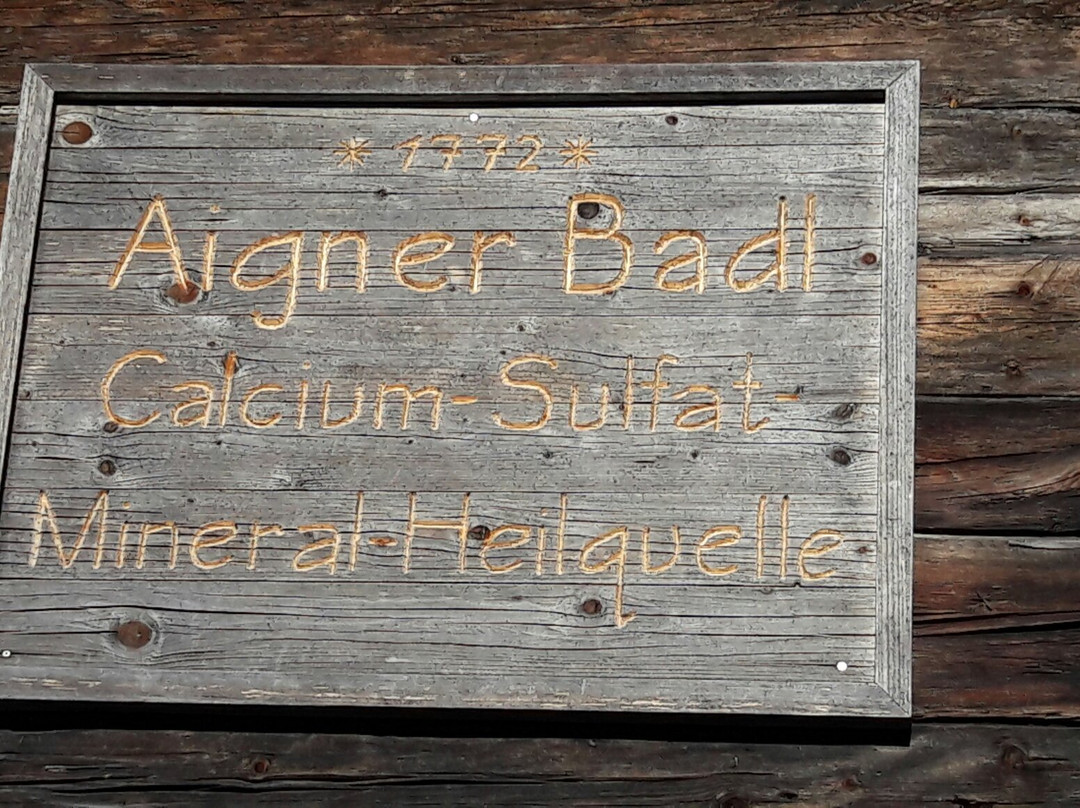 * 1772 *
Aigner Badl
Calcium-Sulfat-
Mineral-Heilquelle